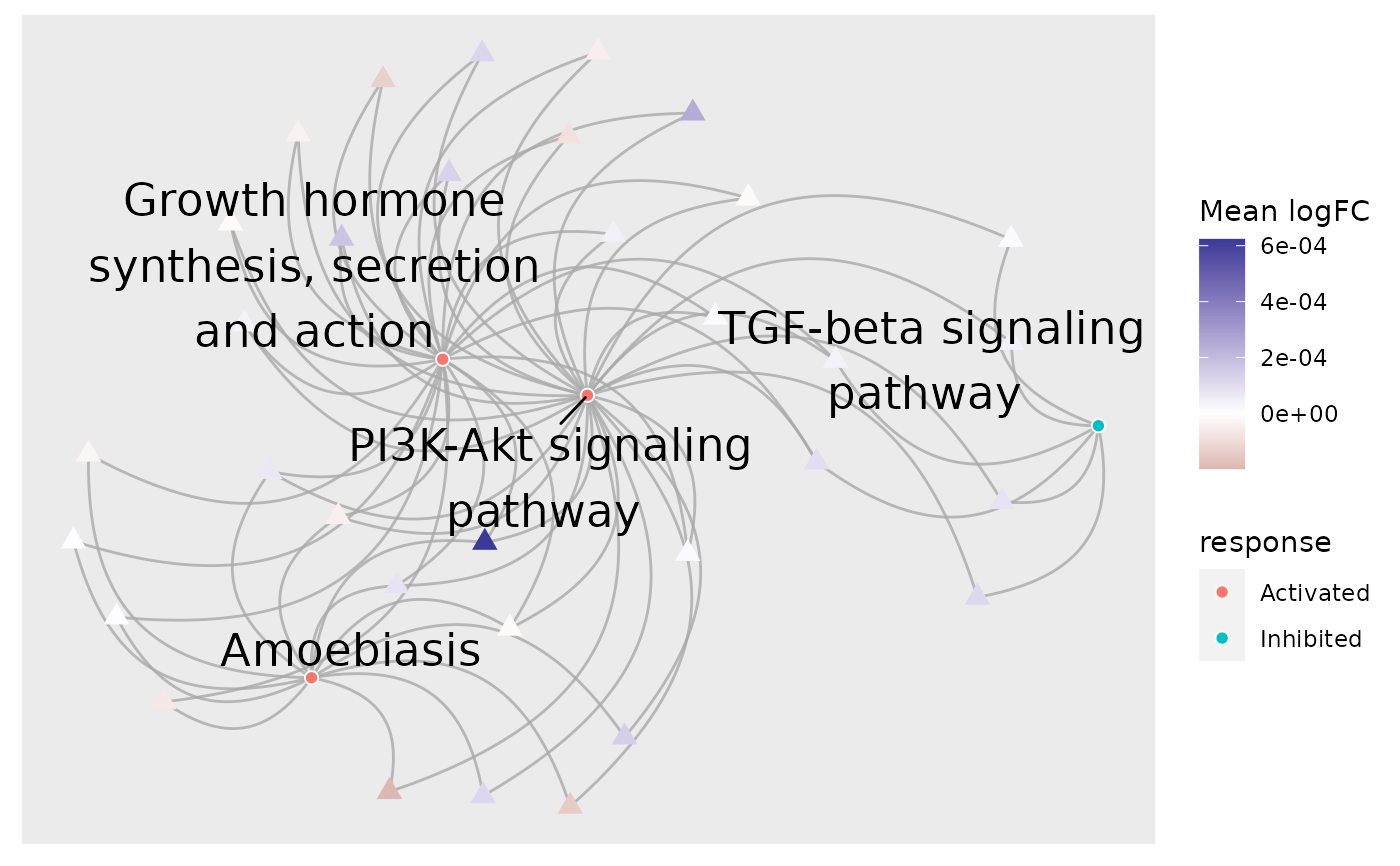 Growth hormone
synthesis, secretion
and action
TGF-beta signaling
pathway
PI3K-Akt signaling
pathway
Amoebiasis
Mean logFC
6e-04
4e-04
2e-04
0e+00
response
Activated
Inhibited